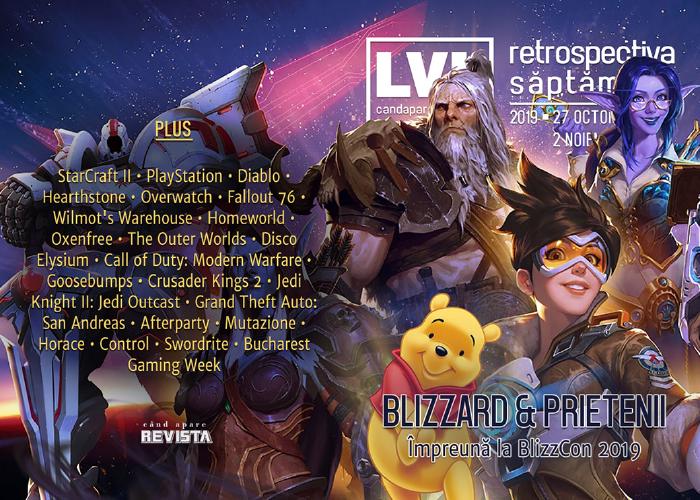 PLUS
StarCraft II • PlayStation • Diablo •
Hearthstone • Overwatch • Fallout 76 •
Wilmot's Warehouse • Homeworld •
Oxenfree • The Outer Worlds • Disco
Elysium • Call of Duty: Modern Warfare •
Goosebumps • Crusader Kings 2 • Jedi
Knight II: Jedi Outcast • Grand Theft Auto:
San Andreas • Afterparty • Mutazione •
Horace • Control • Swordrite • Bucharest
Gaming Week
când apare
REVISTA
LVI
candapar
retrospectiva
săptăm
2019 • 27 OCTOM
2 NOIEM
BLIZZARD & PRIETENII
Împreună la BlizzCon 2019